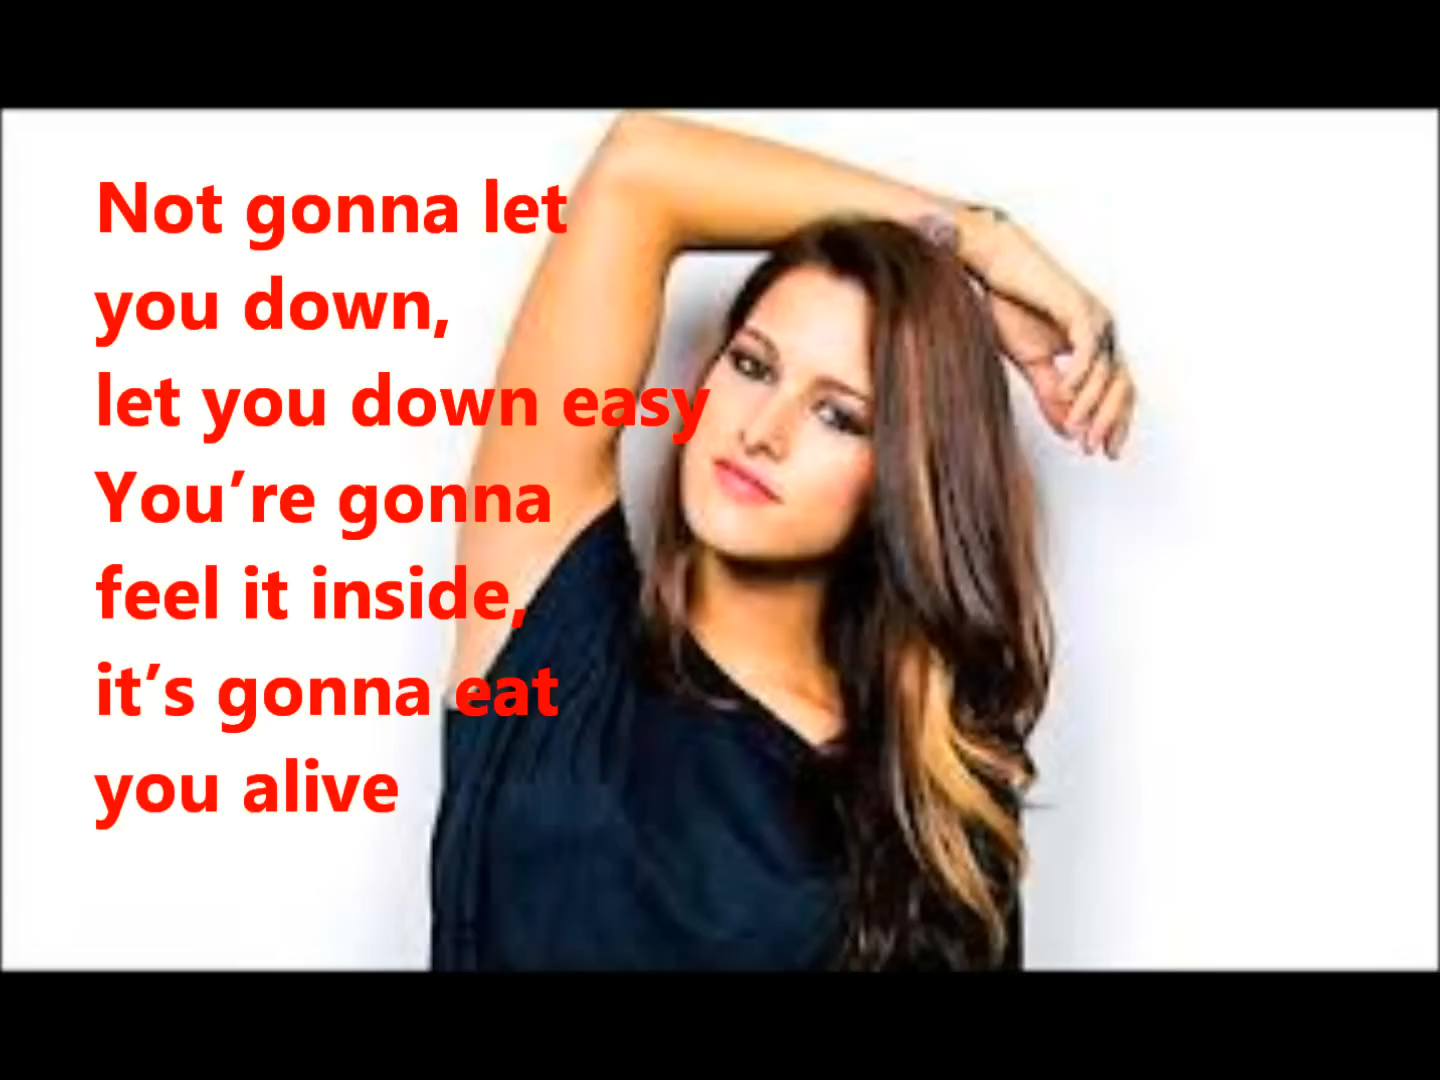 Not gonna let
you down,
let you down easy
You’re gonna
feel it inside,
it’s gonna eat
you alive